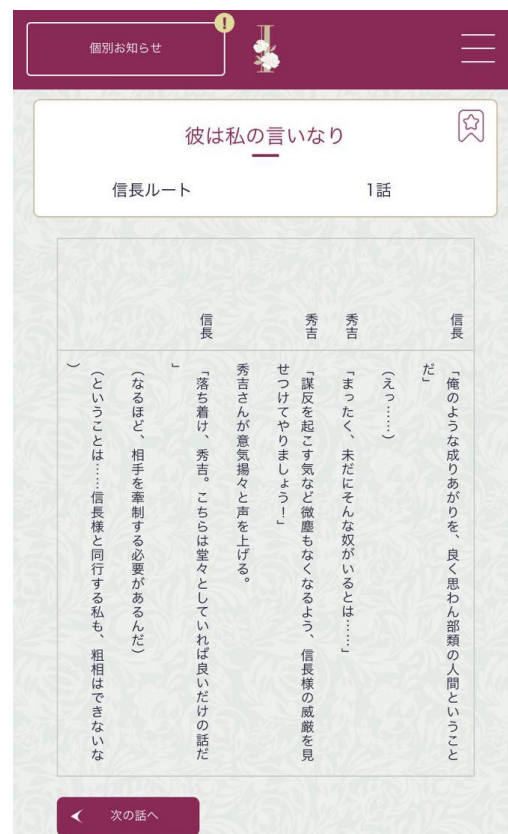 個別お知らせ
!
彼は私の言いなり
信長ルート
1話
信長
「俺のような成りあがりを、良く思わん部類の人間ということ
だ」
(えっ……)
秀吉
「まったく、未だにそんな奴がいるとは……」
秀吉
「謀反を起こす気など微塵もなくなるよう、信長様の威厳を見
せつけてやりましょう!」
秀吉さんが意気揚々と声を上げる。
信長
「落ち着け、秀吉。こちらは堂々としていれば良いだけの話だ
」
(なるほど、相手を牽制する必要があるんだ)
(ということは……信長様と同行する私も、粗相はできないな
)
次の話へ